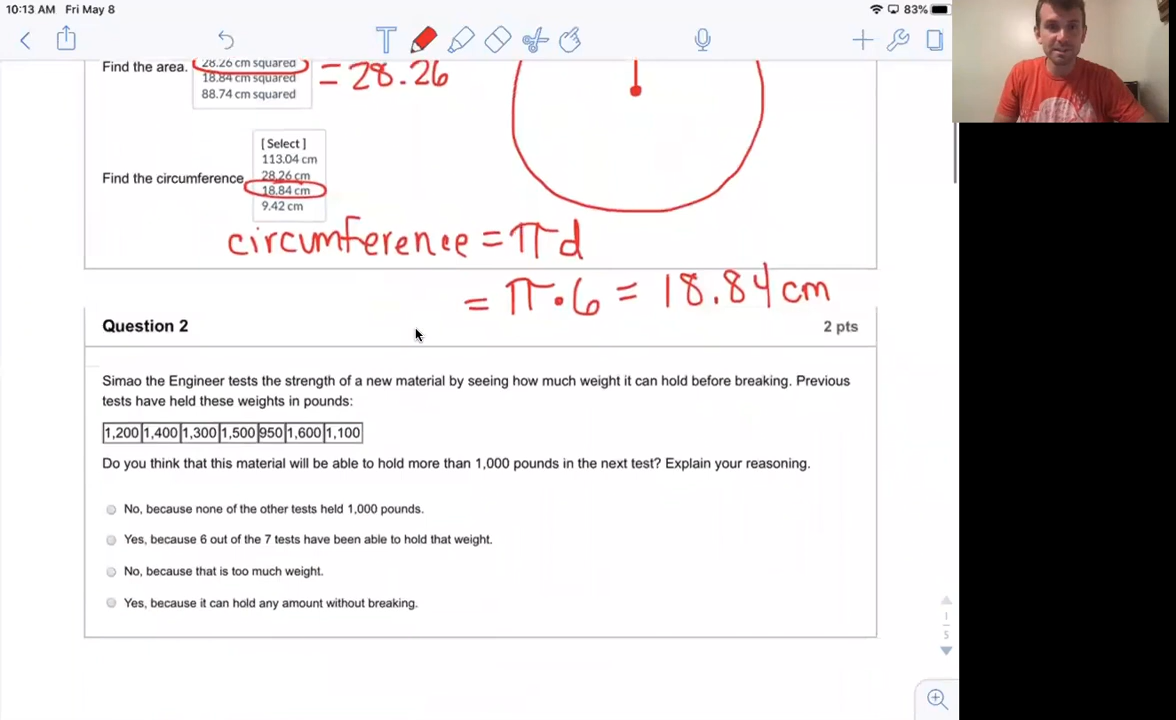 10:13 AM Fri May 8
83%
28.26 cm squared
Find the area.
18.84 cm squared
= 28.26
88.74 cm squared
[ Select ]
113.04 cm
28.26 cm
Find the circumference
18.84 cm
9.42 cm
circumference = π d
= π • 6 = 18.84 cm
Question 2
2 pts
Simao the Engineer tests the strength of a new material by seeing how much weight it can hold before breaking. Previous
tests have held these weights in pounds:
1,200 1,400 1,300 1,500 950 1,600 1,100
Do you think that this material will be able to hold more than 1,000 pounds in the next test? Explain your reasoning.
No, because none of the other tests held 1,000 pounds.
Yes, because 6 out of the 7 tests have been able to hold that weight.
No, because that is too much weight.
Yes, because it can hold any amount without breaking.
1
5